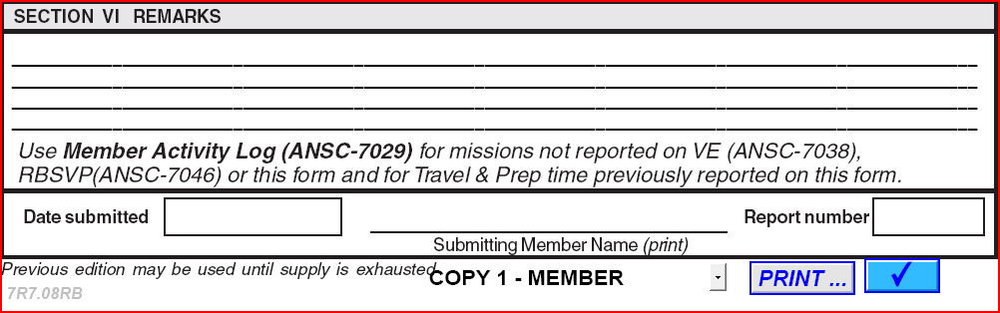 SECTION VI REMARKS
Use Member Activity Log (ANSC-7029) for missions not reported on VE (ANSC-7038),
RBSVP(ANSC-7046) or this form and for Travel & Prep time previously reported on this form.
Date submitted
Report number
Submitting Member Name (print)
Previous edition may be used until supply is exhausted
COPY 1 - MEMBER
PRINT ...
7R7.08RB